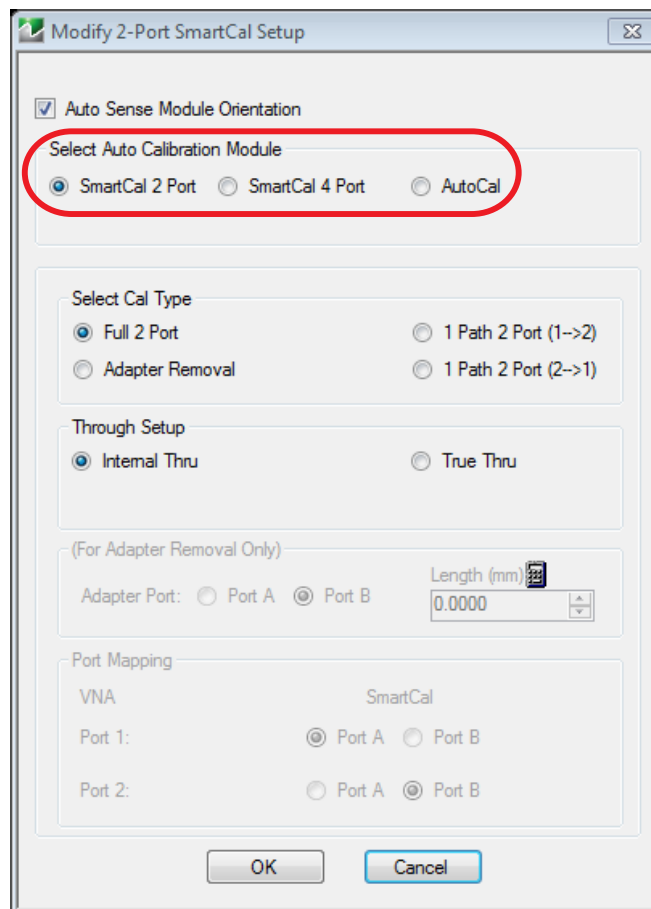 Modify 2-Port SmartCal Setup
Auto Sense Module Orientation
Select Auto Calibration Module
SmartCal 2 Port SmartCal 4 Port AutoCal
Select Cal Type
Full 2 Port 1 Path 2 Port (1-->2)
Adapter Removal 1 Path 2 Port (2-->1)
Through Setup
Internal Thru True Thru
(For Adapter Removal Only)
Length (mm)
Adapter Port: Port A Port B 0.0000
Port Mapping
VNA SmartCal
Port 1: Port A Port B
Port 2: Port A Port B
OK Cancel